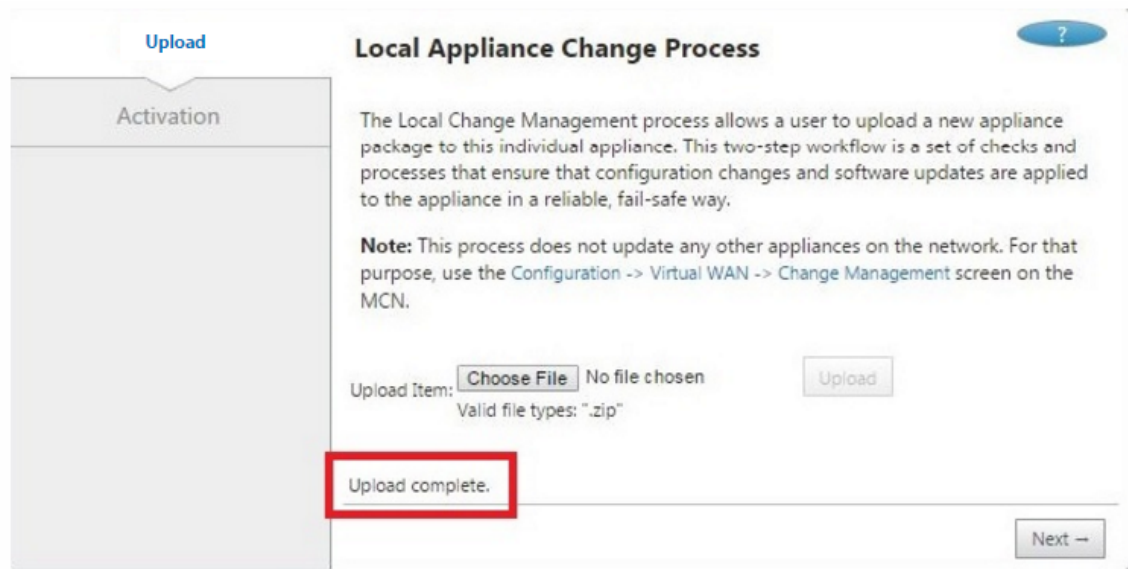 Upload
Activation
Local Appliance Change Process
?
The Local Change Management process allows a user to upload a new appliance
package to this individual appliance. This two-step workflow is a set of checks and
processes that ensure that configuration changes and software updates are applied
to the appliance in a reliable, fail-safe way.
Note: This process does not update any other appliances on the network. For that
purpose, use the Configuration -> Virtual WAN -> Change Management screen on the
MCN.
Upload Item: Choose File No file chosen Upload
Valid file types: ".zip"
Upload complete.
Next →